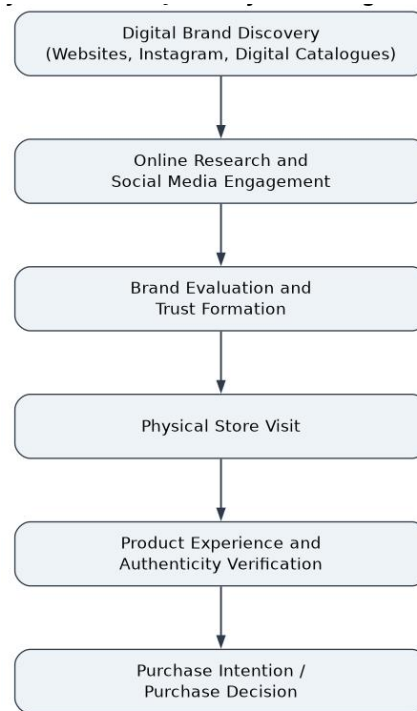 Digital Brand Discovery
(Websites, Instagram, Digital Catalogues)
Online Research and
Social Media Engagement
Brand Evaluation and
Trust Formation
Physical Store Visit
Product Experience and
Authenticity Verification
Purchase Intention /
Purchase Decision